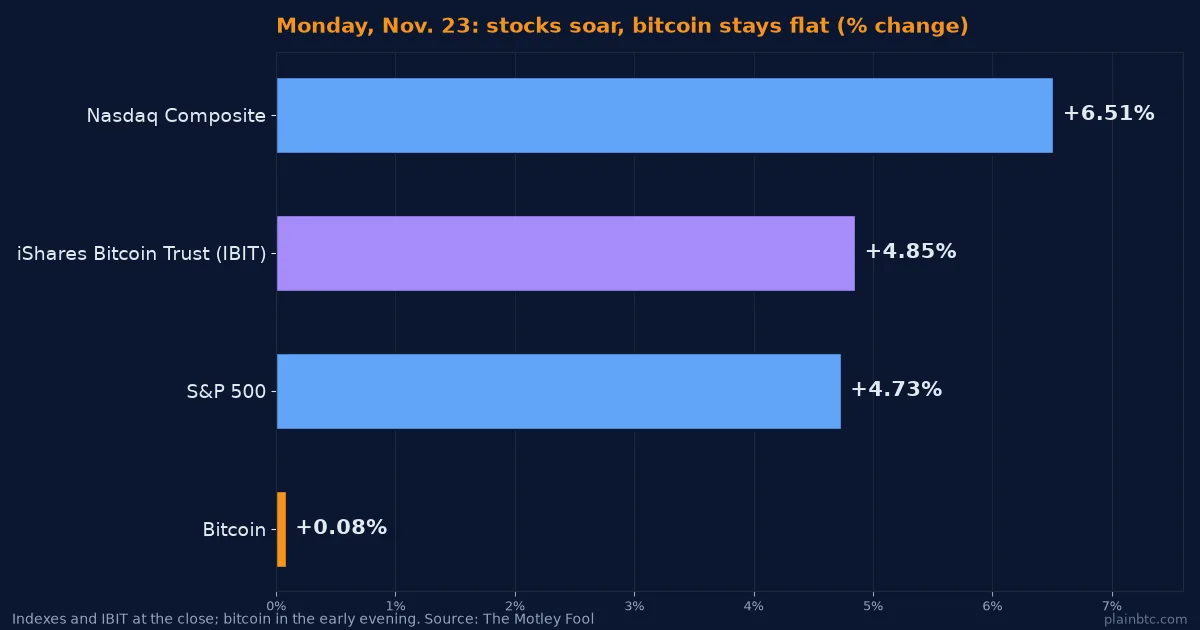 Monday, Nov. 23: stocks soar, bitcoin stays flat (% change)
Nasdaq Composite
+6.51%
iShares Bitcoin Trust (IBIT)
+4.85%
S&P 500
+4.73%
Bitcoin
+0.08%
0% 1% 2% 3% 4% 5% 6% 7%
Indexes and IBIT at the close; bitcoin in the early evening. Source: The Motley Fool
plainbtc.com